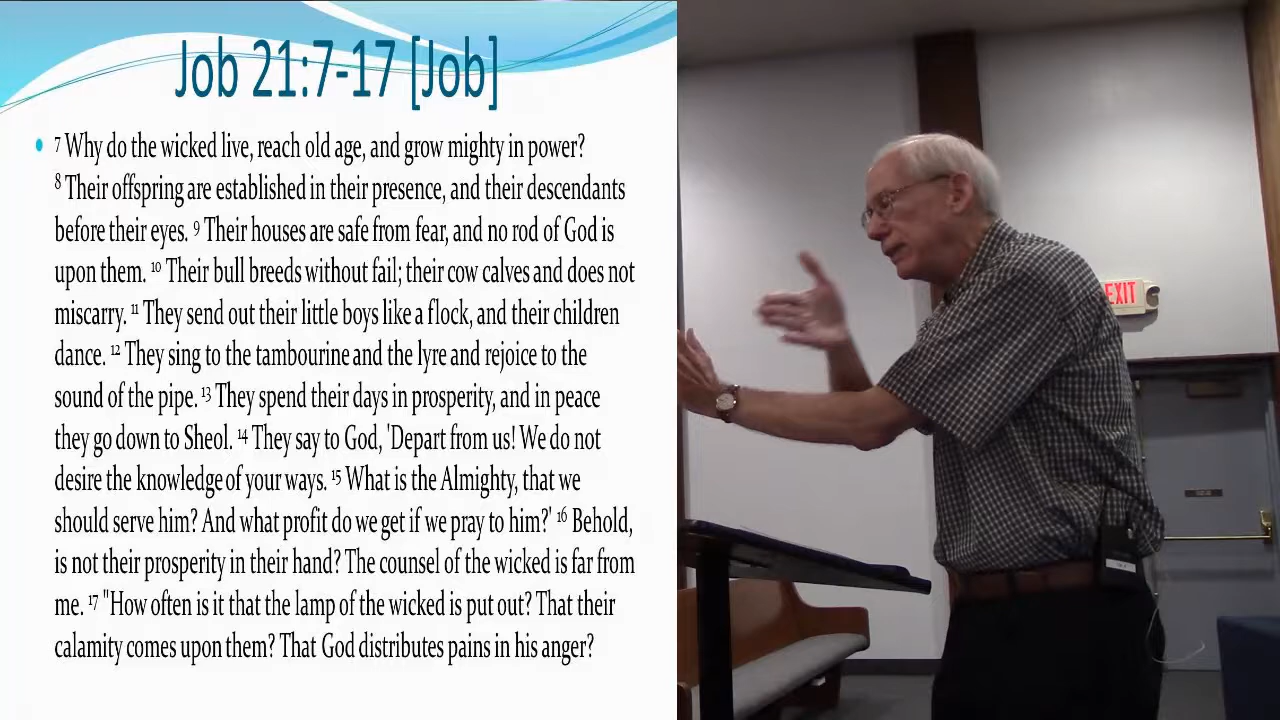 Job 21:7-17 [Job]
• ⁷ Why do the wicked live, reach old age, and grow mighty in power?
⁸ Their offspring are established in their presence, and their descendants
before their eyes. ⁹ Their houses are safe from fear, and no rod of God is
upon them. ¹⁰ Their bull breeds without fail; their cow calves and does not
miscarry. ¹¹ They send out their little boys like a flock, and their children
dance. ¹² They sing to the tambourine and the lyre and rejoice to the
sound of the pipe. ¹³ They spend their days in prosperity, and in peace
they go down to Sheol. ¹⁴ They say to God, 'Depart from us! We do not
desire the knowledge of your ways. ¹⁵ What is the Almighty, that we
should serve him? And what profit do we get if we pray to him?' ¹⁶ Behold,
is not their prosperity in their hand? The counsel of the wicked is far from
me. ¹⁷ "How often is it that the lamp of the wicked is put out? That their
calamity comes upon them? That God distributes pains in his anger?
EXIT